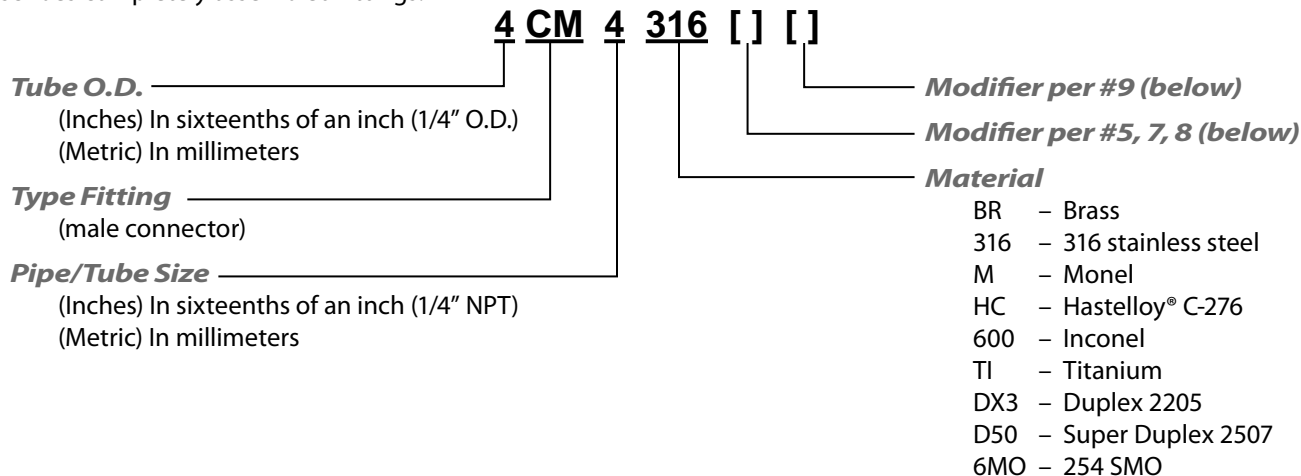 4 CM 4 316 [ ] [ ]
Tube O.D.
(Inches) In sixteenths of an inch (1/4″ O.D.)
(Metric) In millimeters
Type Fitting
(male connector)
Pipe/Tube Size
(Inches) In sixteenths of an inch (1/4″ NPT)
(Metric) In millimeters
Modifier per #9 (below)
Modifier per #5, 7, 8 (below)
Material
BR – Brass
316 – 316 stainless steel
M – Monel
HC – Hastelloy® C-276
600 – Inconel
TI – Titanium
DX3 – Duplex 2205
D50 – Super Duplex 2507
6MO – 254 SMO